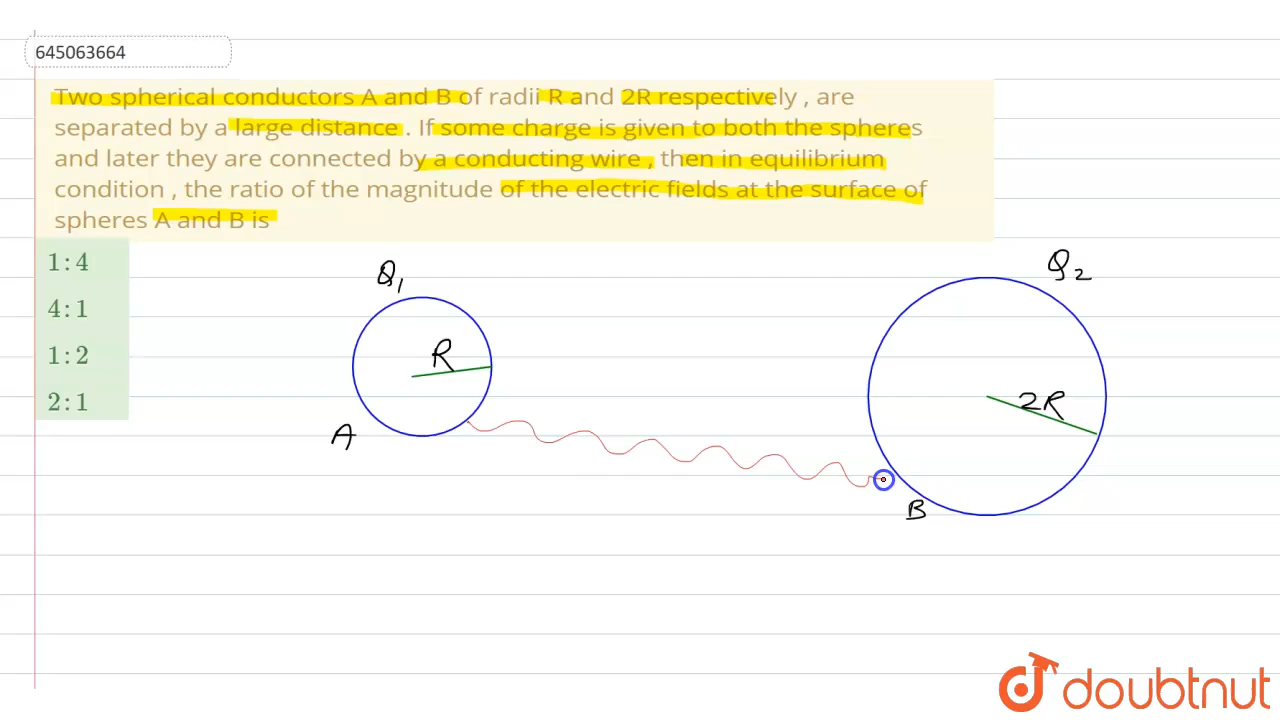 645063664
Two spherical conductors A and B of radii R and 2R respectively , are
separated by a large distance . If some charge is given to both the spheres
and later they are connected by a conducting wire , then in equilibrium
condition , the ratio of the magnitude of the electric fields at the surface of
spheres A and B is
1 : 4
4 : 1
1 : 2
2 : 1
Q₁
Q₂
R
2R
A
B
doubtnut